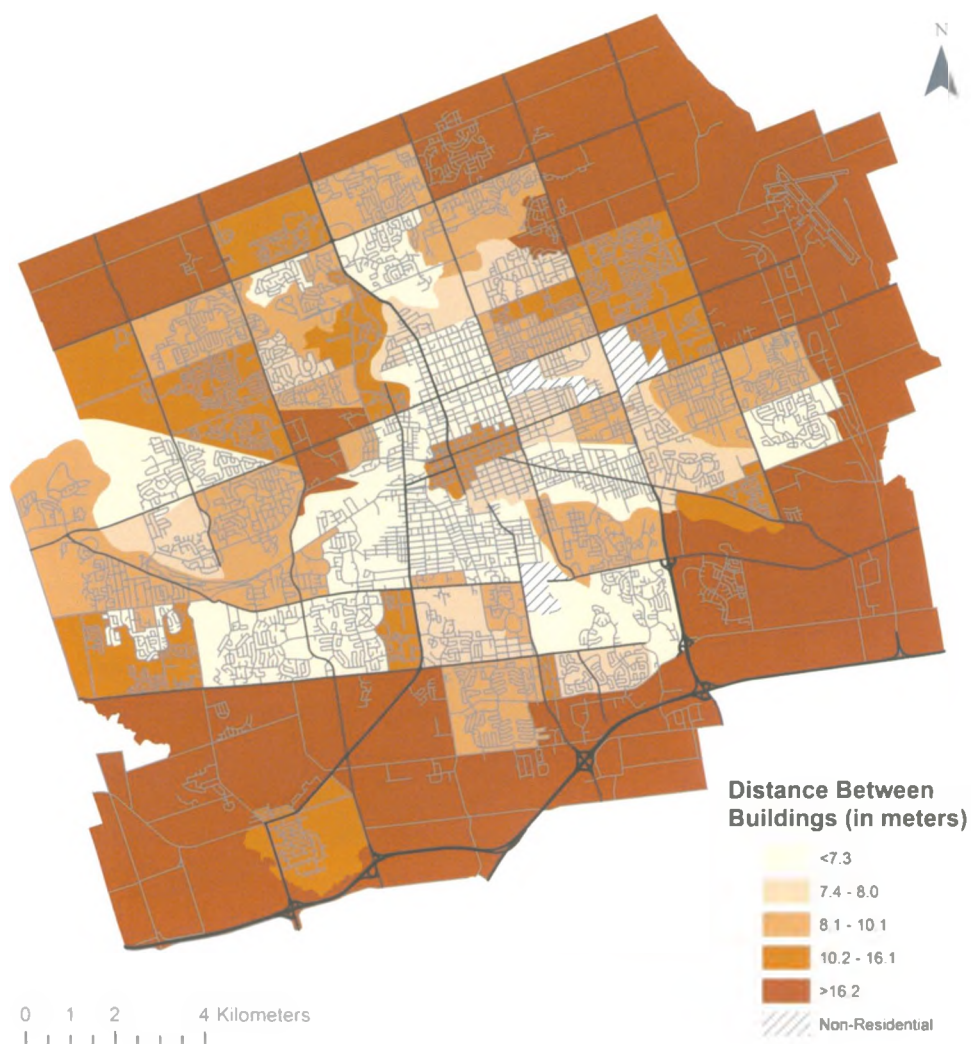 N
Distance Between
Buildings (in meters)
<7.3
7.4 - 8.0
8.1 - 10.1
10.2 - 16.1
>16.2
Non-Residential
0 1 2 4 Kilometers